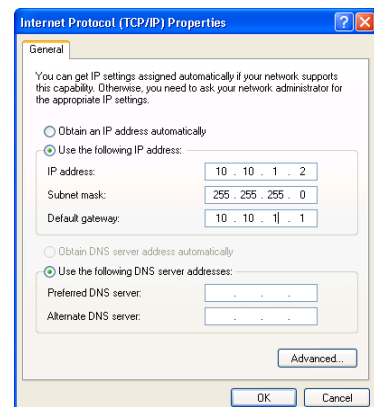 Internet Protocol (TCP/IP) Properties
General
You can get IP settings assigned automatically if your network supports
this capability. Otherwise, you need to ask your network administrator for
the appropriate IP settings.
Obtain an IP address automatically
Use the following IP address:
IP address: 10 . 10 . 1 . 2
Subnet mask: 255 . 255 . 255 . 0
Default gateway: 10 . 10 . 1 . 1
Obtain DNS server address automatically
Use the following DNS server addresses:
Preferred DNS server: . . .
Alternate DNS server: . . .
Advanced...
OK Cancel